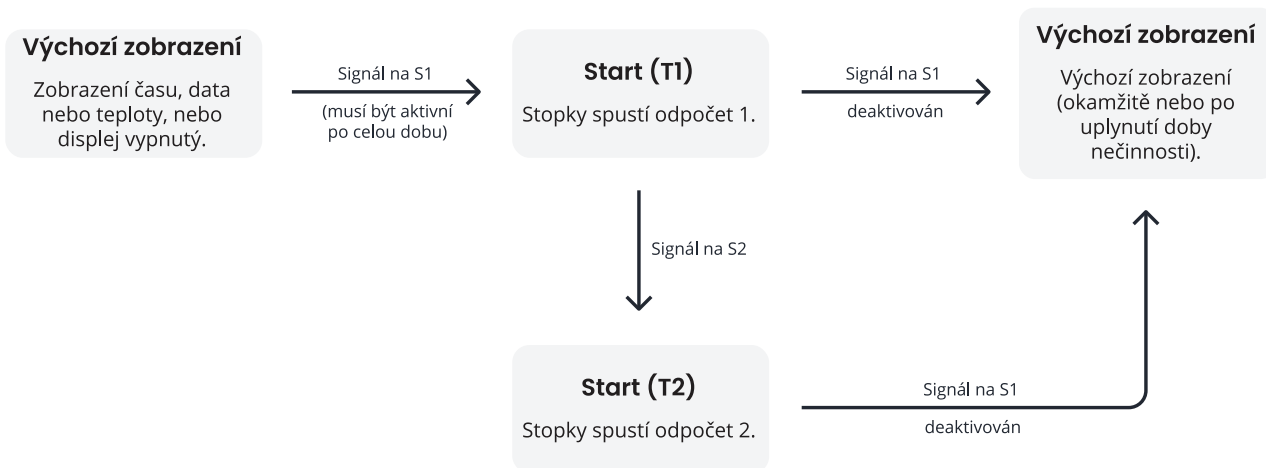 Výchozí zobrazení
Zobrazení času, data
nebo teploty, nebo
displej vypnutý.
Signál na S1
(musí být aktivní
po celou dobu)
Start (T1)
Stopky spustí odpočet 1.
Signál na S1
deaktivován
Výchozí zobrazení
Výchozí zobrazení
(okamžitě nebo po
uplynutí doby
nečinnosti).
Signál na S2
Start (T2)
Stopky spustí odpočet 2.
Signál na S1
deaktivován